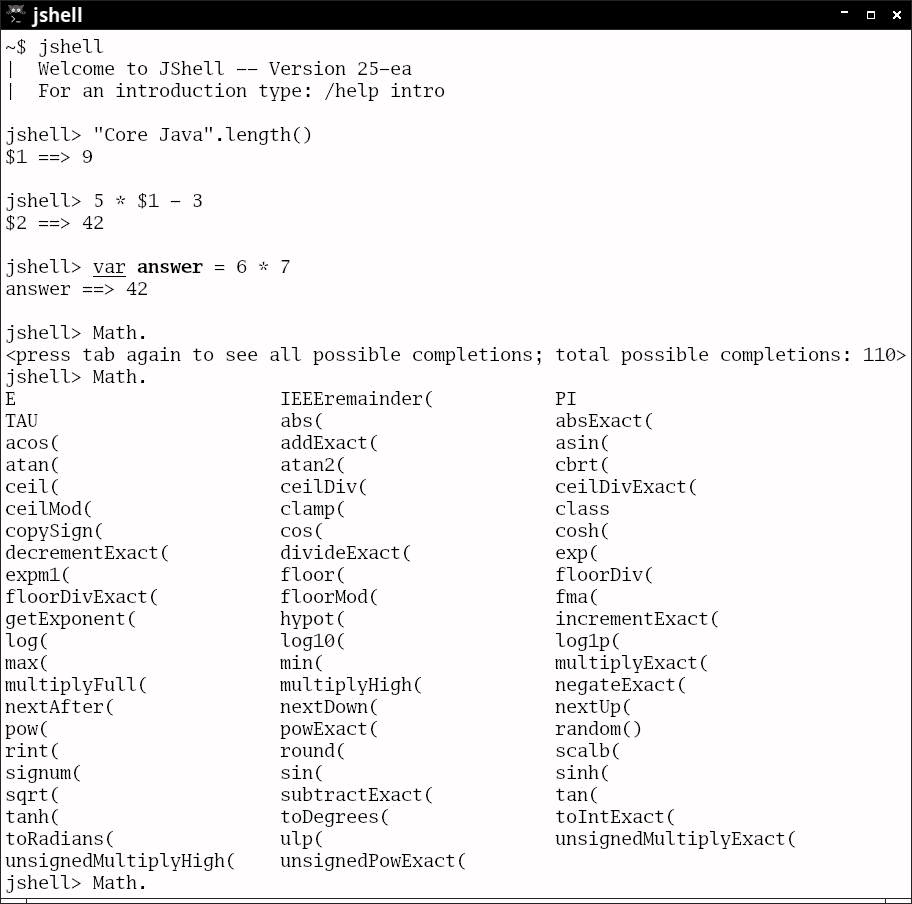 jshell
~$ jshell
|  Welcome to JShell -- Version 25-ea
|  For an introduction type: /help intro

jshell> "Core Java".length()
$1 ==> 9

jshell> 5 * $1 - 3
$2 ==> 42

jshell> var answer = 6 * 7
answer ==> 42

jshell> Math.
<press tab again to see all possible completions; total possible completions: 110>
jshell> Math.
E                        IEEEremainder(           PI
TAU                      abs(                     absExact(
acos(                    addExact(                asin(
atan(                    atan2(                   cbrt(
ceil(                    ceilDiv(                 ceilDivExact(
ceilMod(                 clamp(                   class
copySign(                cos(                     cosh(
decrementExact(          divideExact(             exp(
expm1(                   floor(                   floorDiv(
floorDivExact(           floorMod(                fma(
getExponent(             hypot(                   incrementExact(
log(                     log10(                   log1p(
max(                     min(                     multiplyExact(
multiplyFull(            multiplyHigh(            negateExact(
nextAfter(               nextDown(                nextUp(
pow(                     powExact(                random()
rint(                    round(                   scalb(
signum(                  sin(                     sinh(
sqrt(                    subtractExact(           tan(
tanh(                    toDegrees(               toIntExact(
toRadians(               ulp(                     unsignedMultiplyExact(
unsignedMultiplyHigh(    unsignedPowExact(
jshell> Math.